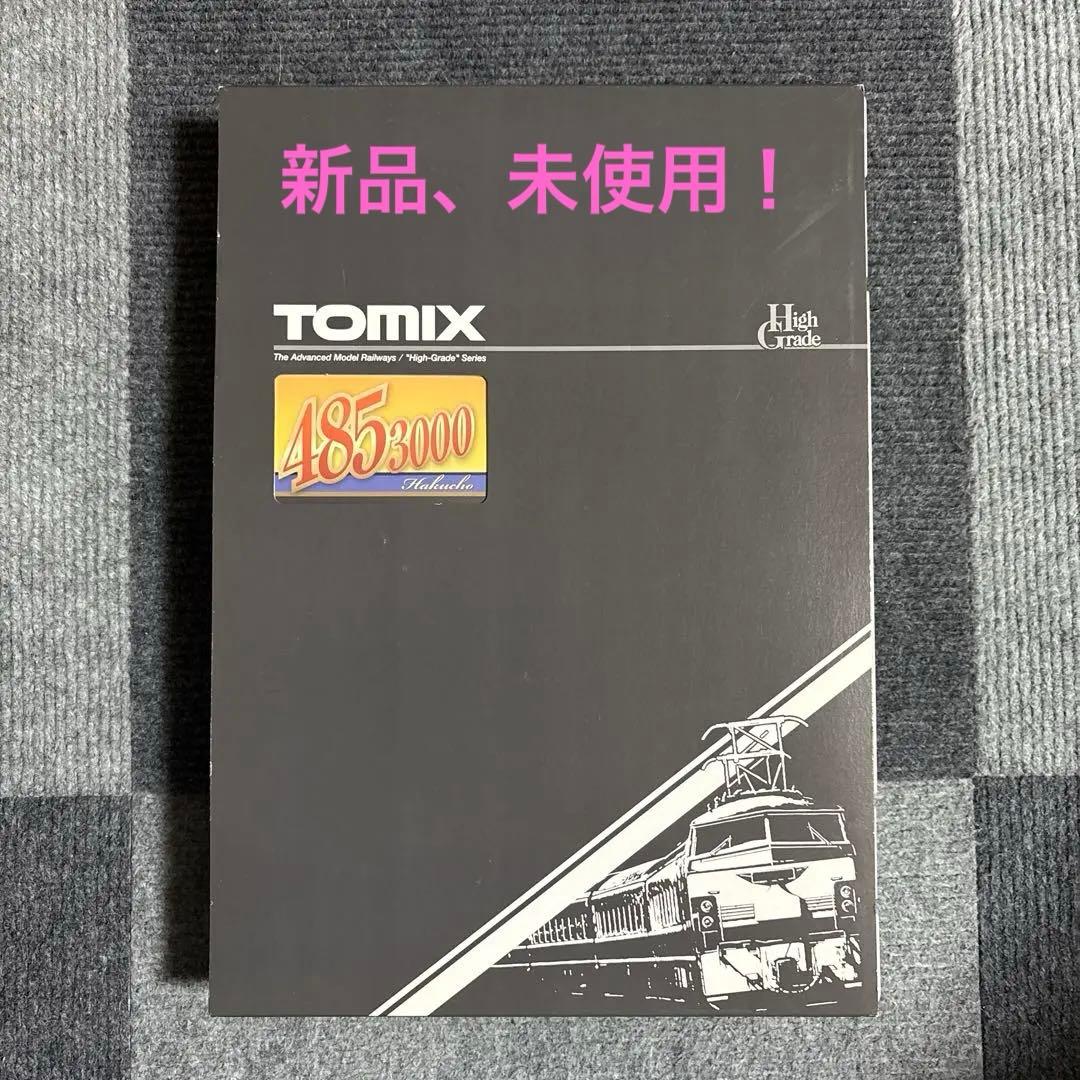 新品、未使用！
TOMIX
High
Grade
The Advanced Model Railways / "High-Grade" Series
485 3000
Hakucho